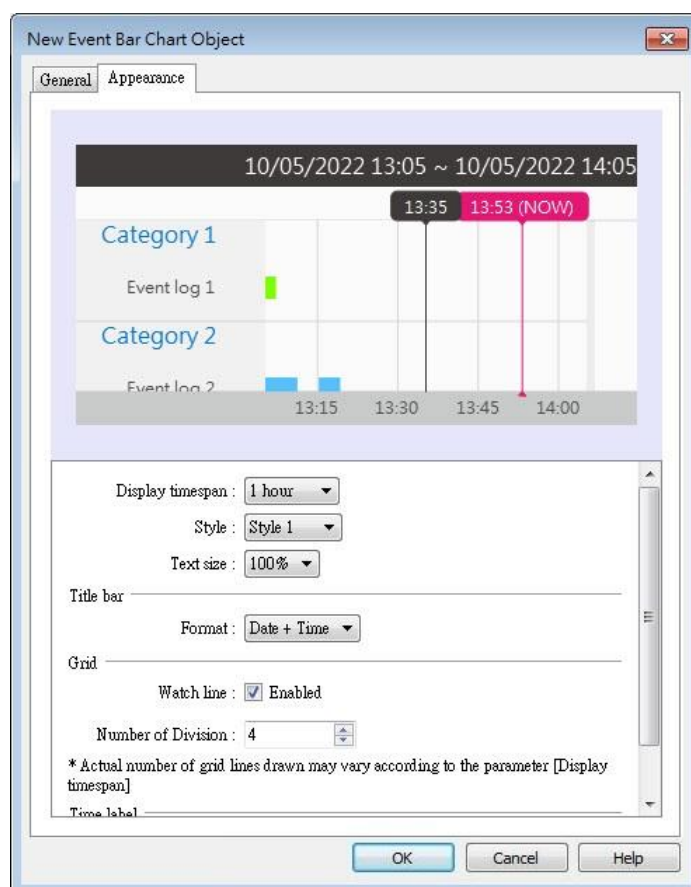 New Event Bar Chart Object
General Appearance
10/05/2022 13:05 ~ 10/05/2022 14:05
13:35 13:53 (NOW)
Category 1
Event log 1
Category 2
Event log 2
13:15 13:30 13:45 14:00
Display timespan : 1 hour
Style : Style 1
Text size : 100%
Title bar
Format : Date + Time
Grid
Watch line : Enabled
Number of Division : 4
* Actual number of grid lines drawn may vary according to the parameter [Display
timespan]
Time label
OK Cancel Help